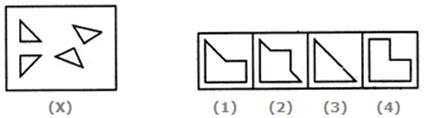 (X) (1) (2) (3) (4)